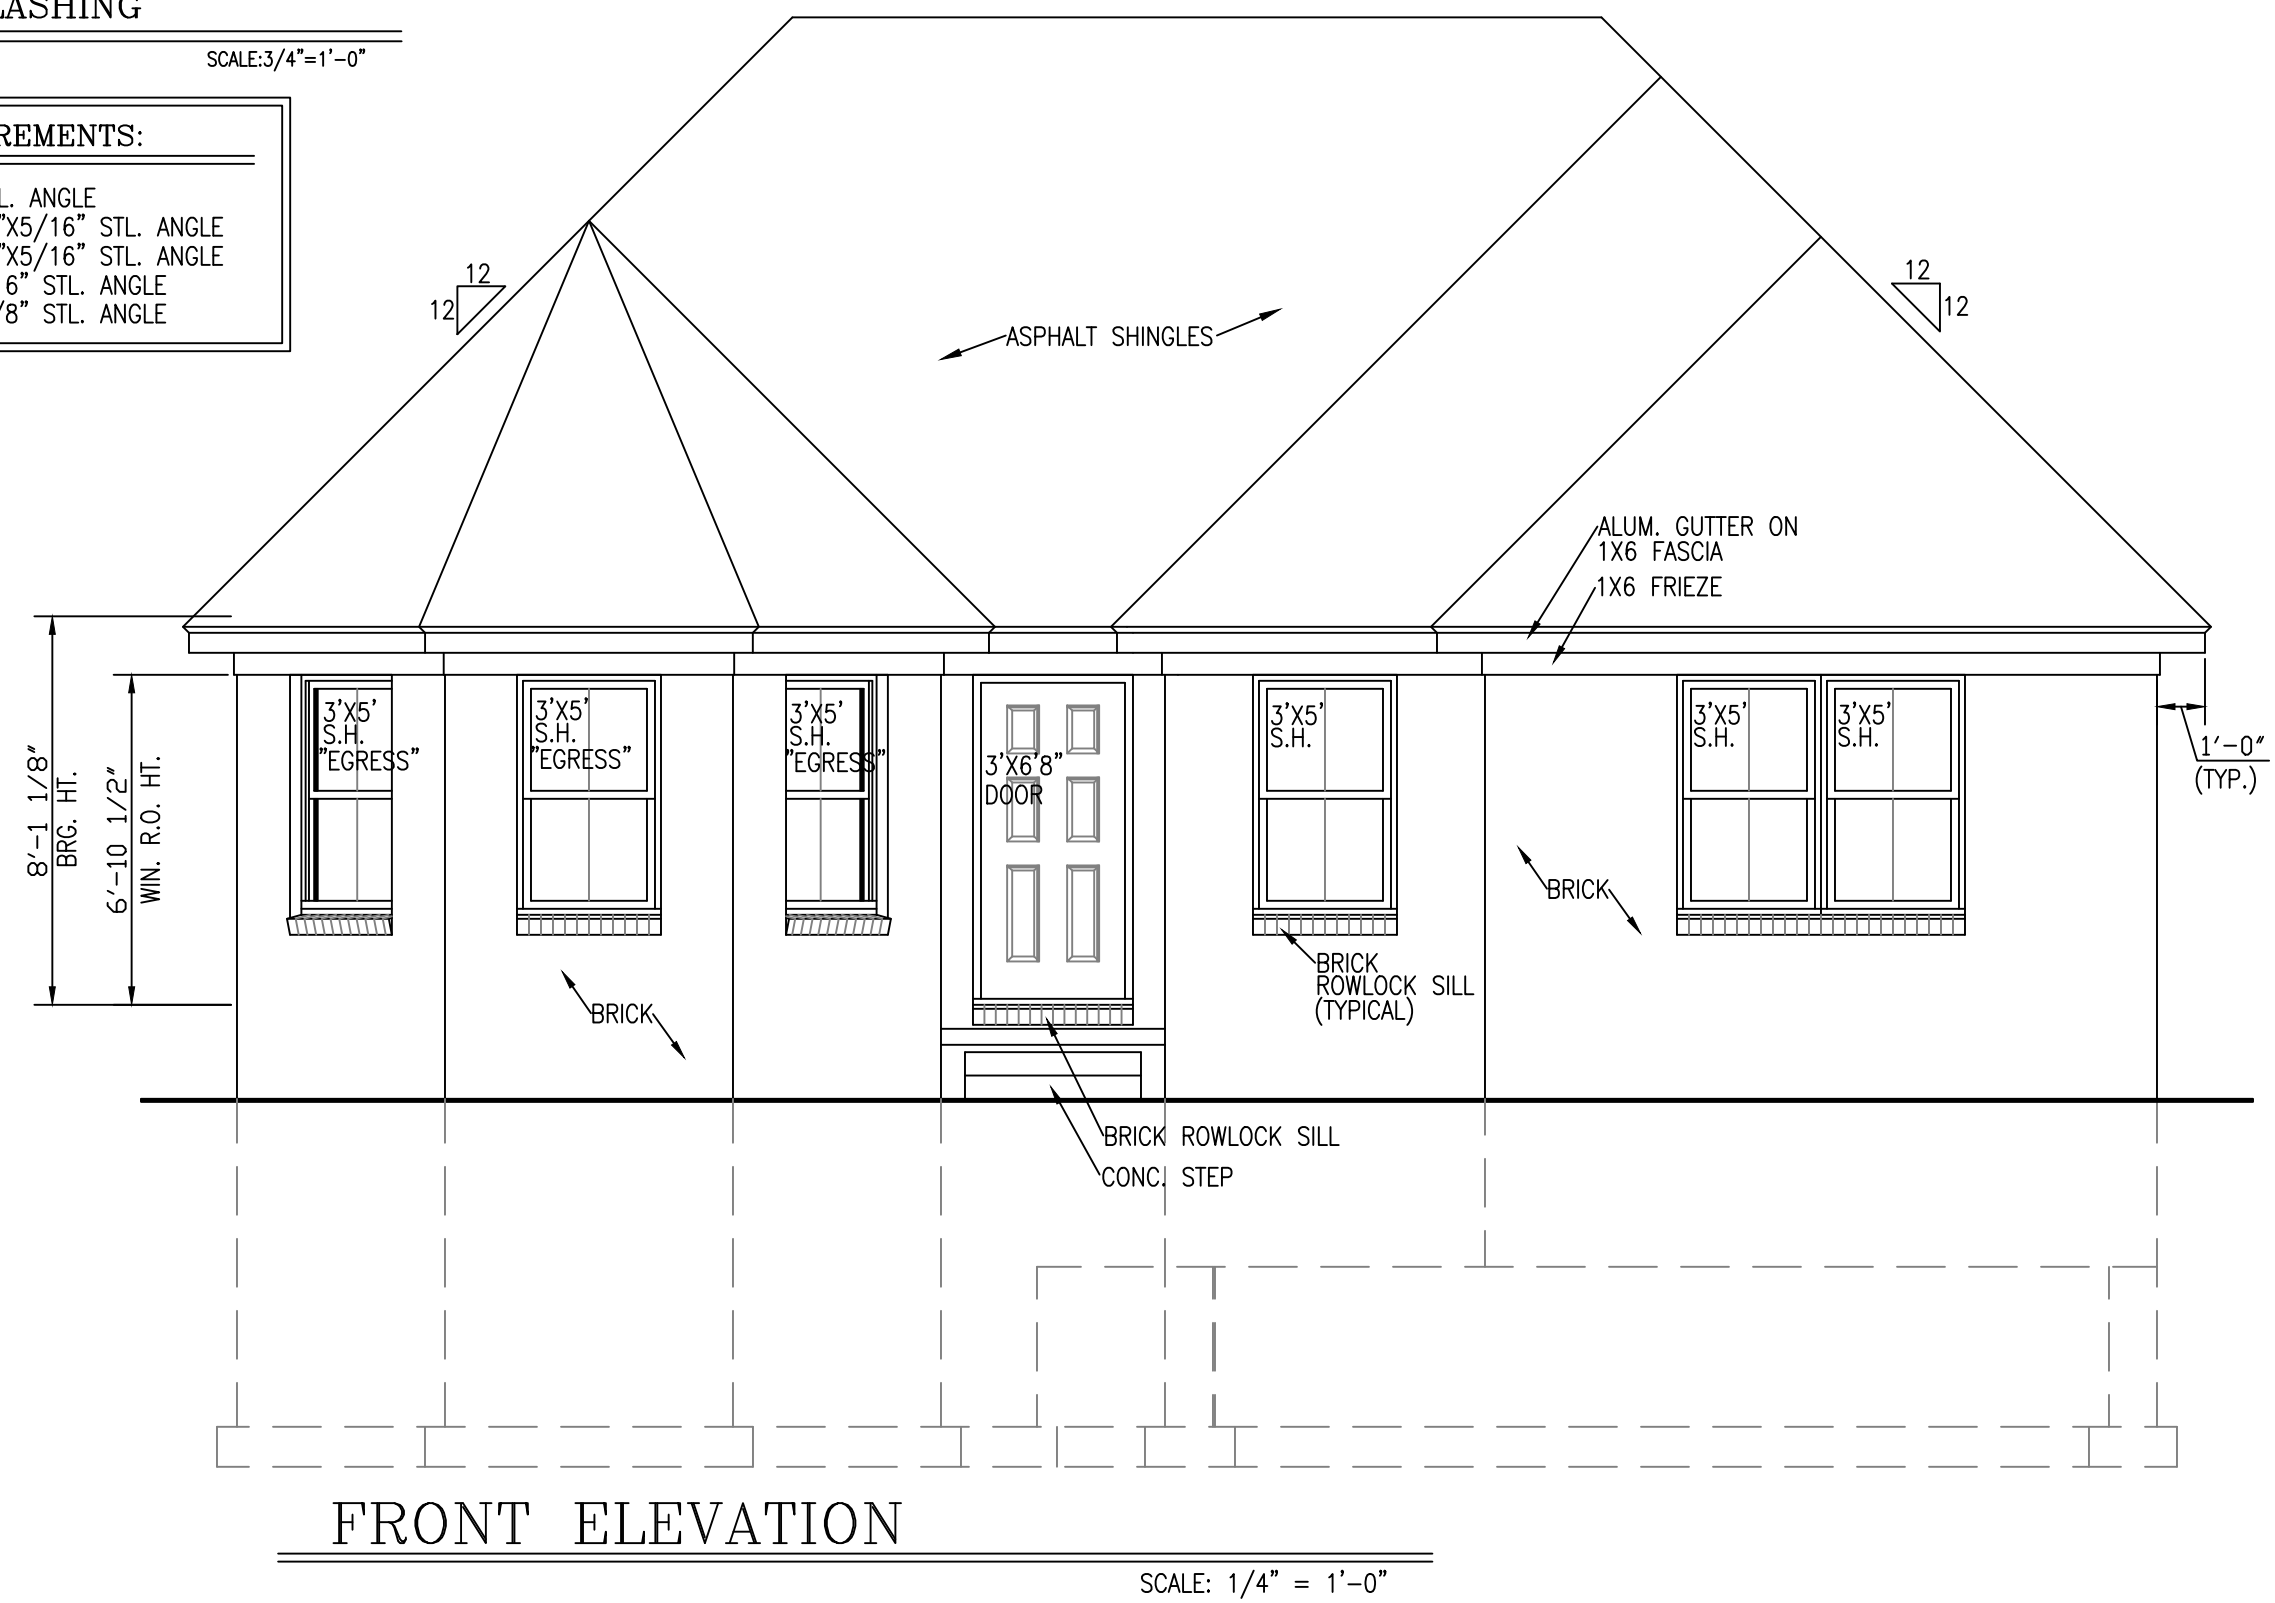 LASHING
SCALE:3/4"=1'-0"
REMENTS:
L. ANGLE
"X5/16" STL. ANGLE
"X5/16" STL. ANGLE
6" STL. ANGLE
/8" STL. ANGLE
12
12
12
12
ASPHALT SHINGLES
ALUM. GUTTER ON
1X6 FASCIA
1X6 FRIEZE
8'-1 1/8"
BRG. HT.
6'-10 1/2"
WIN. R.O. HT.
3'X5'
S.H.
"EGRESS"
3'X5'
S.H.
"EGRESS"
3'X5'
S.H.
"EGRESS"
3'X6'8"
DOOR
3'X5'
S.H.
3'X5'
S.H.
3'X5'
S.H.
1'-0"
(TYP.)
BRICK
BRICK
ROWLOCK SILL
(TYPICAL)
BRICK
BRICK ROWLOCK SILL
CONC. STEP
FRONT ELEVATION
SCALE: 1/4" = 1'-0"